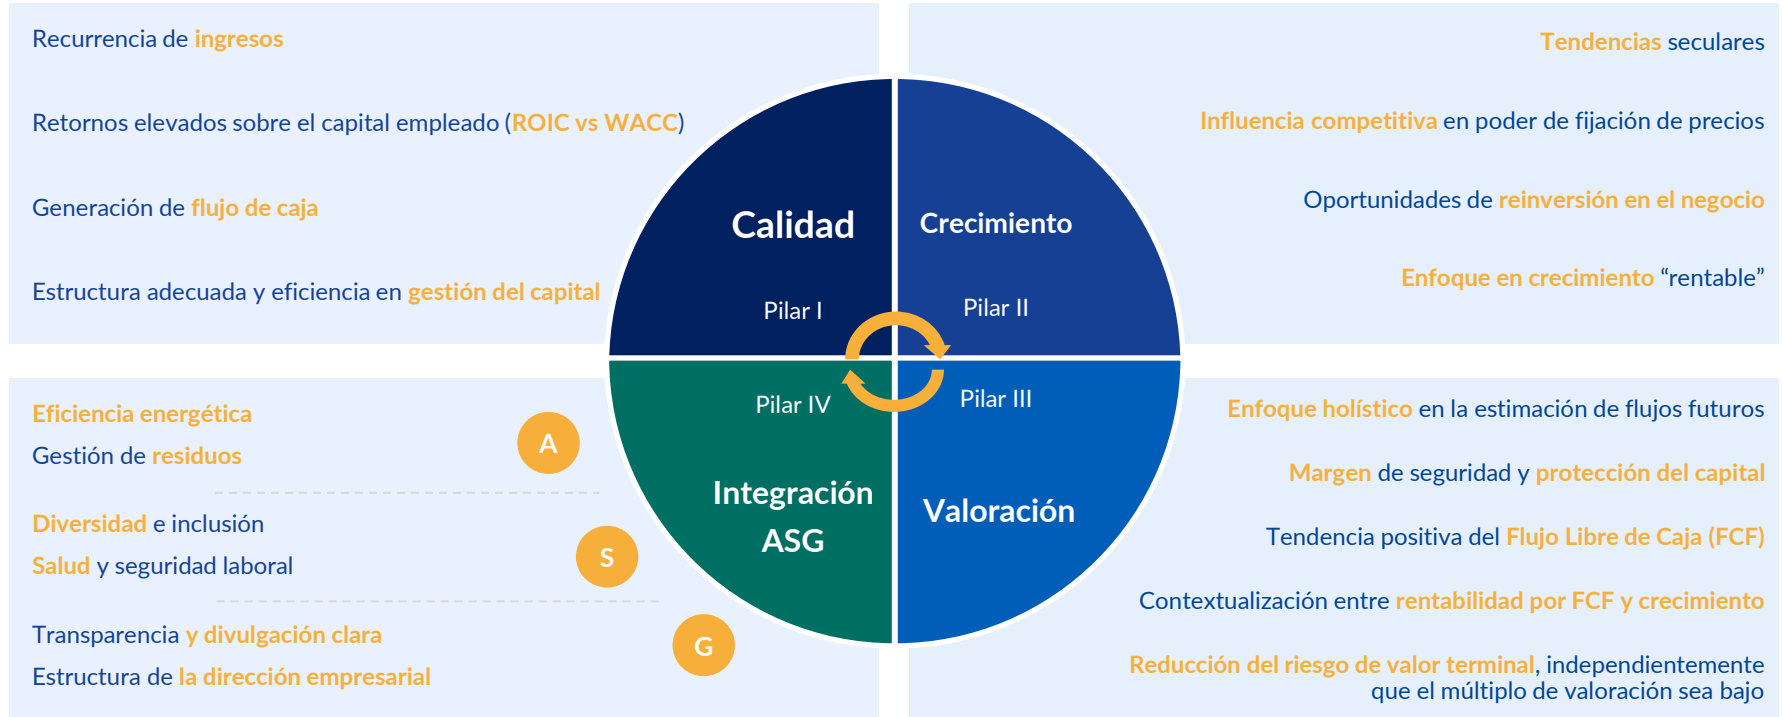 Recurrencia de ingresos
Retornos elevados sobre el capital empleado (ROIC vs WACC)
Generación de flujo de caja
Estructura adecuada y eficiencia en gestión del capital
Calidad
Pilar I
Tendencias seculares
Influencia competitiva en poder de fijación de precios
Oportunidades de reinversión en el negocio
Enfoque en crecimiento “rentable”
Crecimiento
Pilar II
Eficiencia energética
Gestión de residuos
A
Diversidad e inclusión
Salud y seguridad laboral
S
Transparencia y divulgación clara
Estructura de la dirección empresarial
G
Pilar IV
Integración
ASG
Pilar III
Valoración
Enfoque holístico en la estimación de flujos futuros
Margen de seguridad y protección del capital
Tendencia positiva del Flujo Libre de Caja (FCF)
Contextualización entre rentabilidad por FCF y crecimiento
Reducción del riesgo de valor terminal, independientemente
que el múltiplo de valoración sea bajo